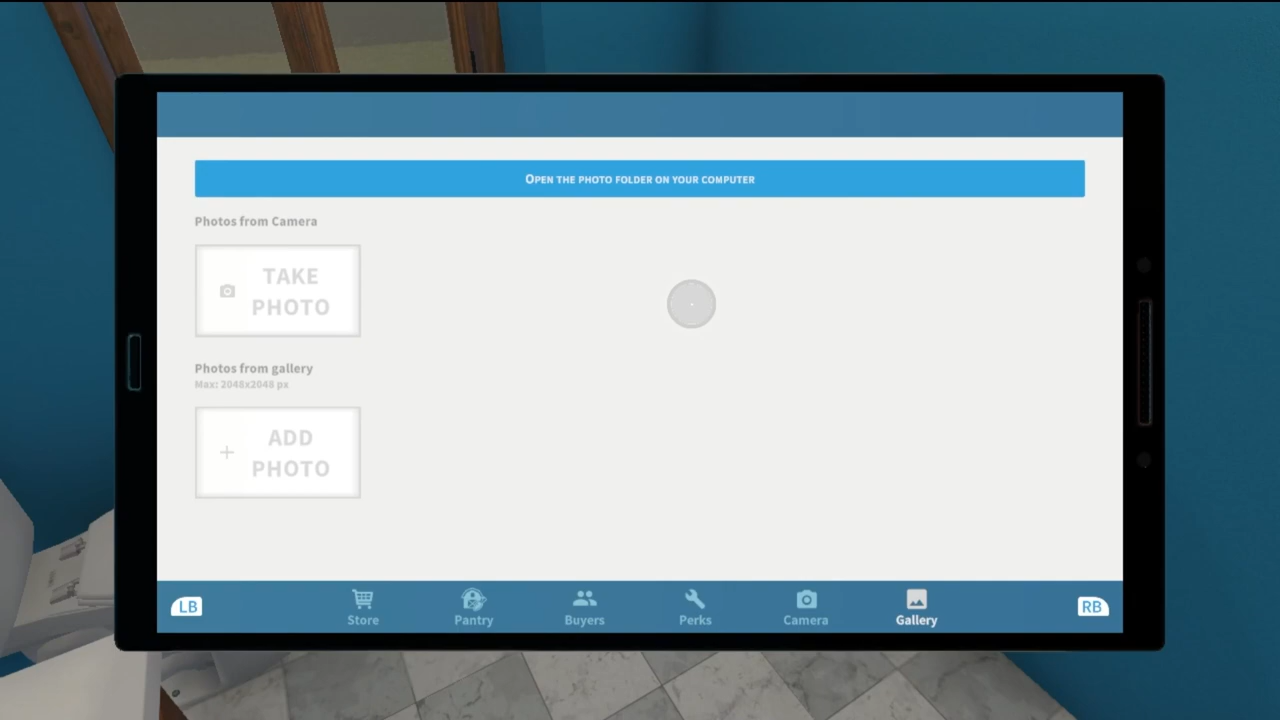 OPEN THE PHOTO FOLDER ON YOUR COMPUTER
Photos from Camera
TAKE
PHOTO
Photos from gallery
Max: 2048x2048 px
ADD
PHOTO
LB
Store
Pantry
Buyers
Perks
Camera
Gallery
RB